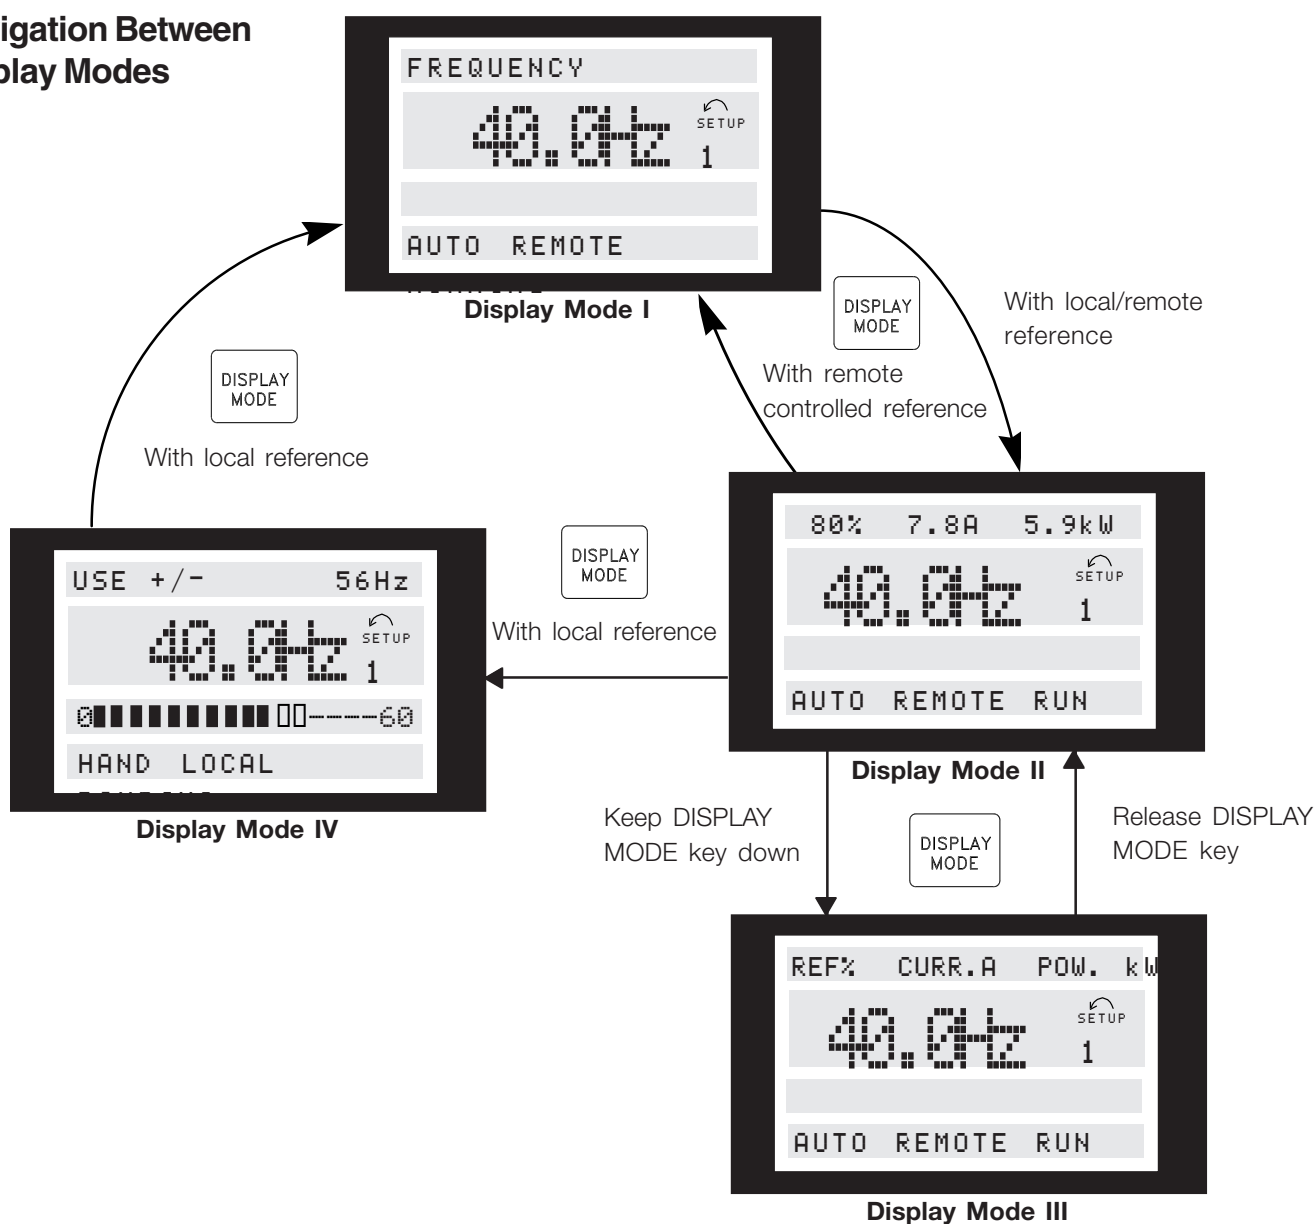 igation Between
play Modes
FREQUENCY
40.0Hz
SETUP
1
AUTO REMOTE
Display Mode I
DISPLAY
MODE
With local/remote
reference
With remote
controlled reference
DISPLAY
MODE
With local reference
80% 7.8A 5.9kW
40.0Hz
SETUP
1
AUTO REMOTE RUN
Display Mode II
DISPLAY
MODE
With local reference
USE +/- 56Hz
40.0Hz
SETUP
1
0 ----60
HAND LOCAL
Display Mode IV
Keep DISPLAY
MODE key down
DISPLAY
MODE
Release DISPLAY
MODE key
REF% CURR.A POW. kW
40.0Hz
SETUP
1
AUTO REMOTE RUN
Display Mode III